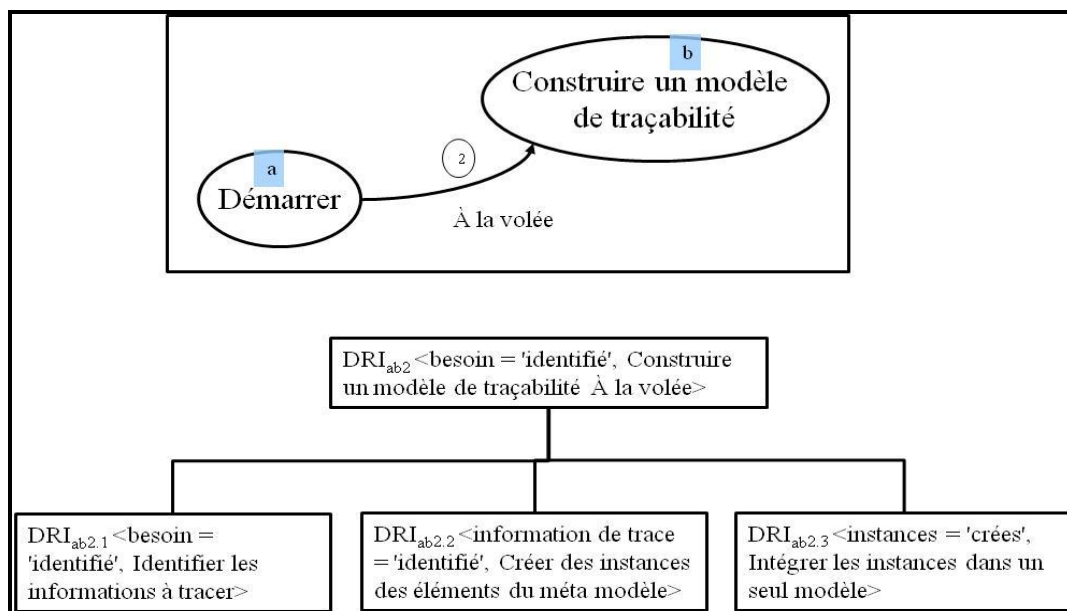 b
Construire un modèle
de traçabilité
2
a
Démarrer
À la volée
DRIab2 <besoin = 'identifié', Construire
un modèle de traçabilité À la volée>
DRIab2.1 <besoin =
'identifié', Identifier les
informations à tracer>
DRIab2.2 <information de trace
= 'identifié', Créer des instances
des éléments du méta modèle>
DRIab2.3 <instances = 'crées',
Intégrer les instances dans un
seul modèle>